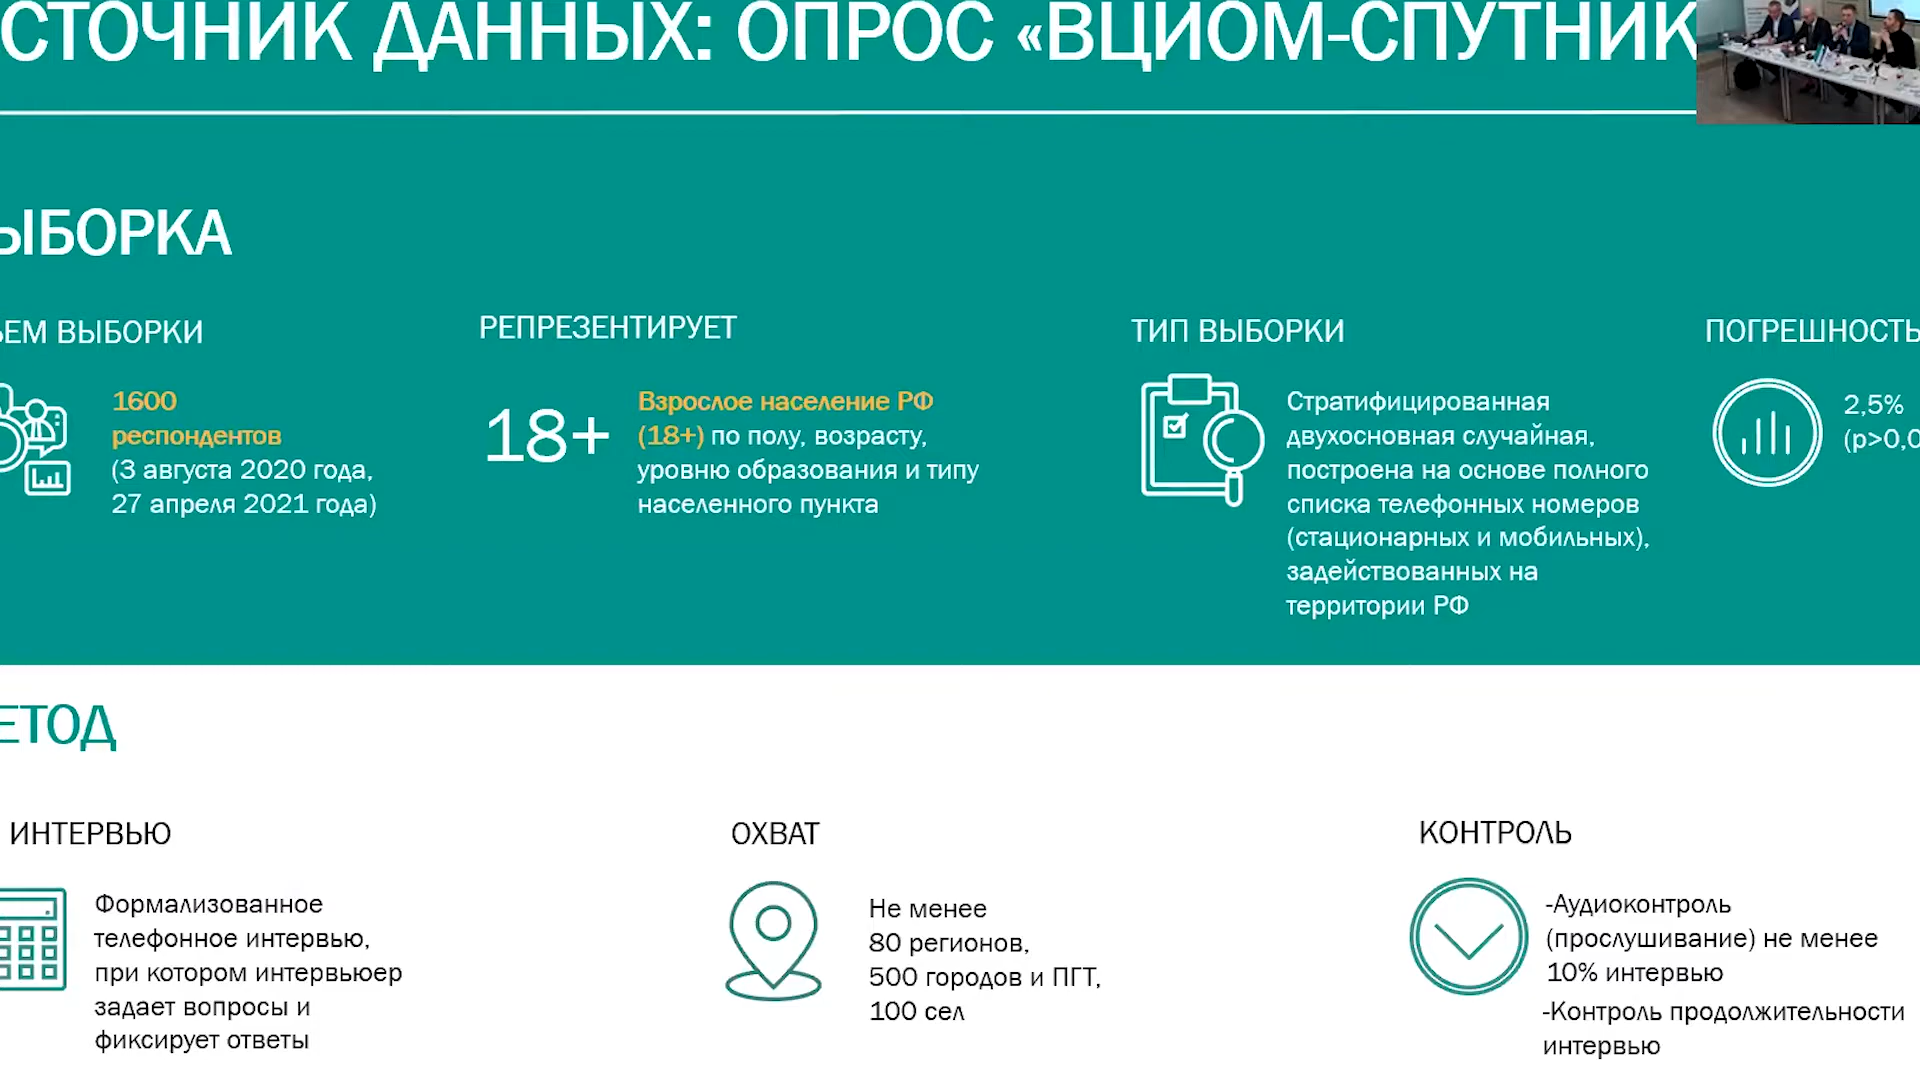 СТОЧНИК ДАННЫХ: ОПРОС «ВЦИОМ-СПУТНИК
ЫБОРКА
ЕМ ВЫБОРКИ
1600
респондентов
(3 августа 2020 года,
27 апреля 2021 года)
РЕПРЕЗЕНТИРУЕТ
18+
Взрослое население РФ
(18+) по полу, возрасту,
уровню образования и типу
населенного пункта
ТИП ВЫБОРКИ
Стратифицированная
двухосновная случайная,
построена на основе полного
списка телефонных номеров
(стационарных и мобильных),
задействованных на
территории РФ
ПОГРЕШНОСТЬ
2,5%
(p>0,0
ЕТОД
ИНТЕРВЬЮ
Формализованное
телефонное интервью,
при котором интервьюер
задает вопросы и
фиксирует ответы
ОХВАТ
Не менее
80 регионов,
500 городов и ПГТ,
100 сел
КОНТРОЛЬ
-Аудиоконтроль
(прослушивание) не менее
10% интервью
-Контроль продолжительности
интервью